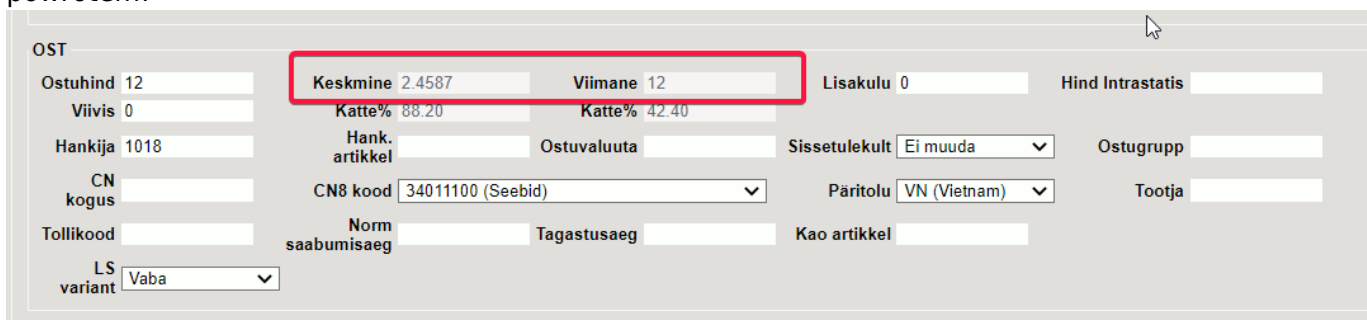 OST
Ostuhind 12 Keskmine 2.4587 Viimane 12 Lisakulu 0 Hind Intrastatis
Viivis 0 Katte% 88.20 Katte% 42.40
Hankija 1018 Hank. artikkel Ostuvaluuta Sissetulekult Ei muuda Ostugrupp
CN kogus CN8 kood 34011100 (Seebid) Päritolu VN (Vietnam) Tootja
Tollikood Norm saabumisaeg Tagastusaeg Kao artikkel
LS variant Vaba